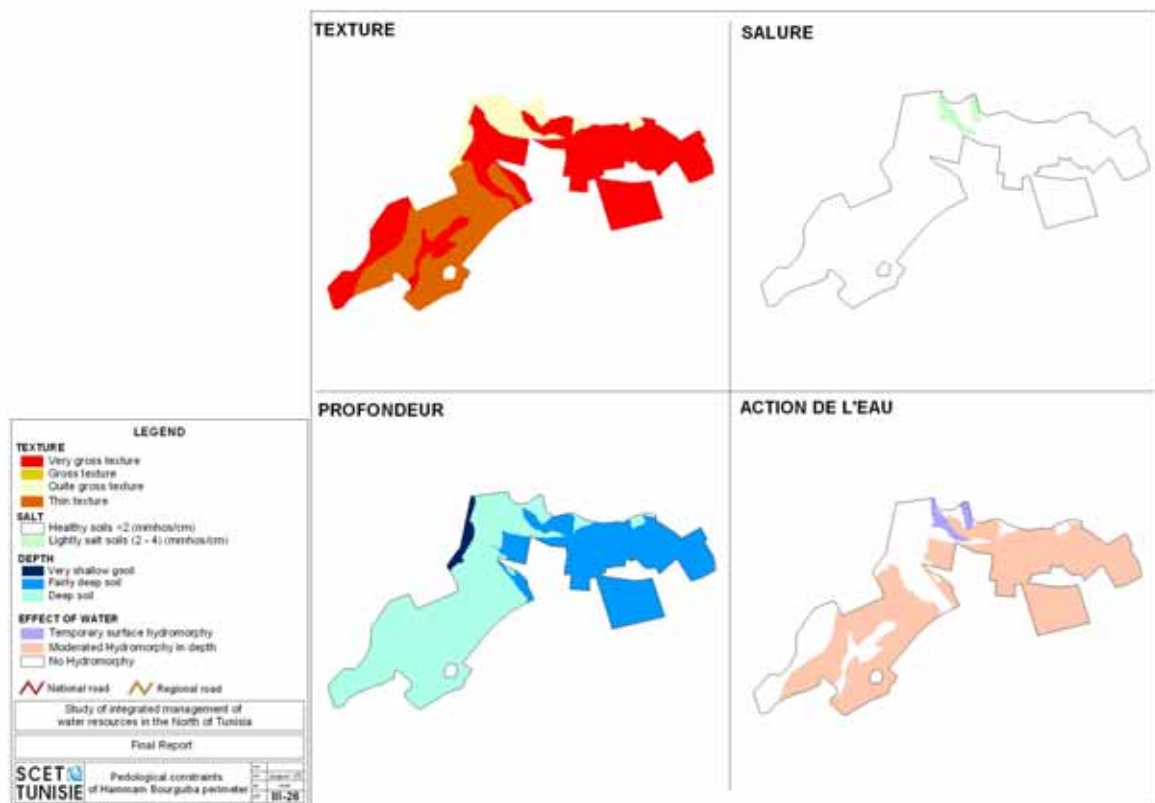 TEXTURE
SALURE
PROFONDEUR
ACTION DE L'EAU
LEGEND
TEXTURE
Very gross texture
Gross texture
Quite gross texture
Thin texture
SALT
Healthy soils <2 (mmhos/cm)
Lightly salt soils (2 - 4) (mmhos/cm)
DEPTH
Very shallow
Fairly deep soil
Deep soil
EFFECT OF WATER
Temporary surface hydromorphy
Moderated Hydromorphy in depth
No Hydromorphy
National road Regional road
Study of integrated management of
water resources in the North of Tunisia
Final Report
SCET
TUNISIE
Pedological constraints
of Hammam Bourguiba perimeter
III-26